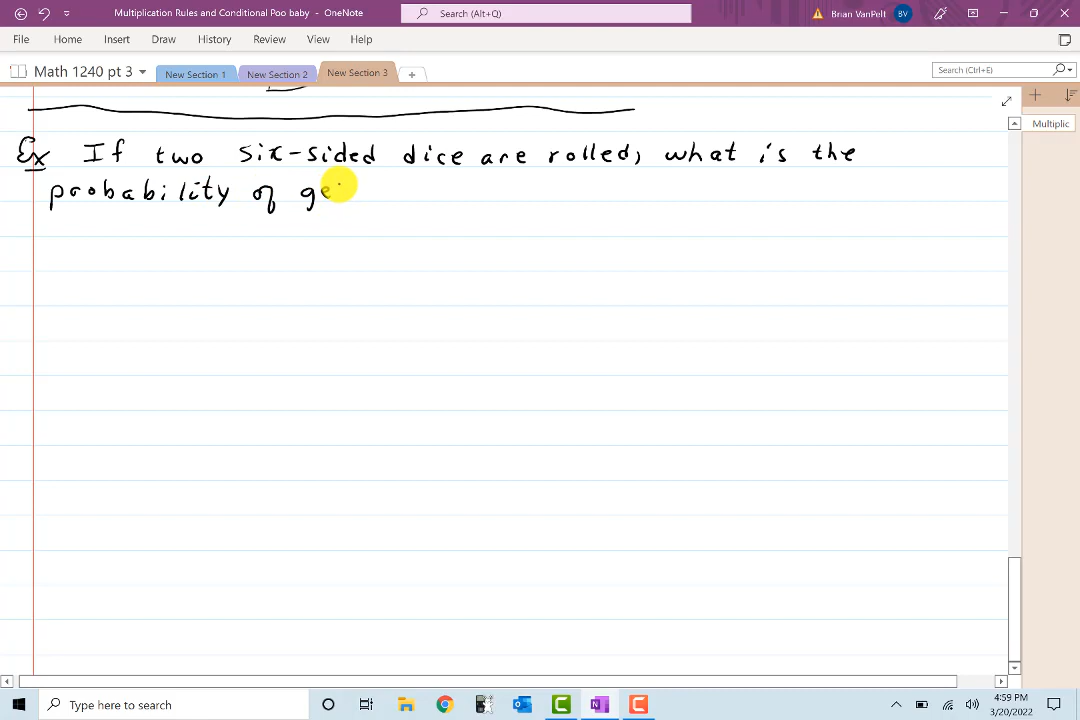 Multiplication Rules and Conditional Poo baby - OneNote
Search (Alt+Q)
Brian VanPelt
BV
File Home Insert Draw History Review View Help
Math 1240 pt 3
New Section 1
New Section 2
New Section 3
Search (Ctrl+E)
Multiplic
Ex If two six-sided dice are rolled, what is the
probability of ge
Type here to search
4:59 PM
3/20/2022